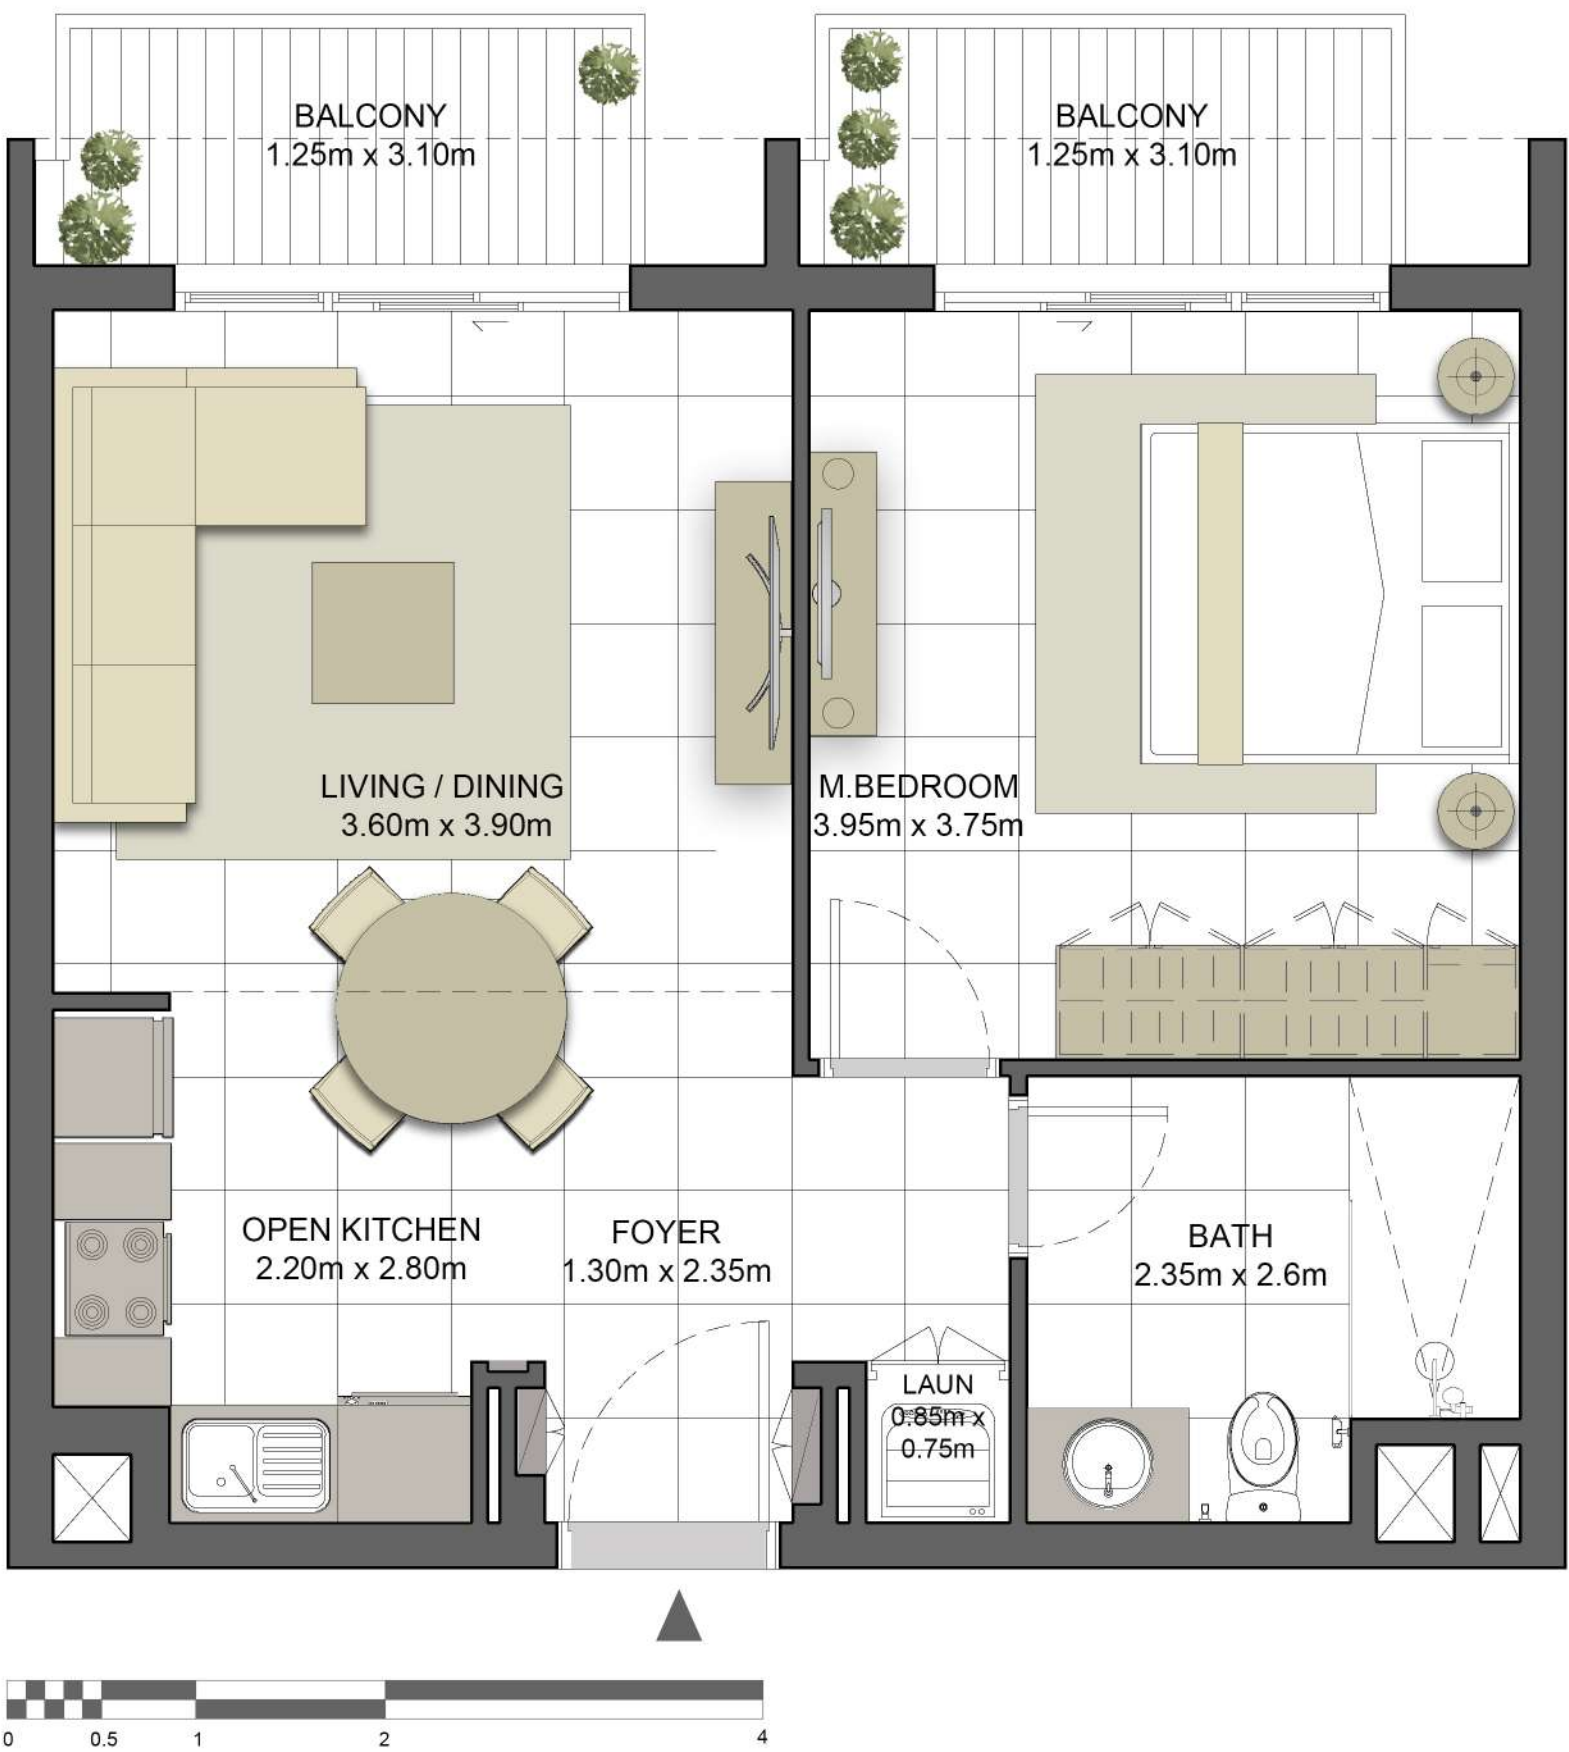 BALCONY
1.25m x 3.10m
BALCONY
1.25m x 3.10m
LIVING / DINING
3.60m x 3.90m
M.BEDROOM
3.95m x 3.75m
OPEN KITCHEN
2.20m x 2.80m
FOYER
1.30m x 2.35m
BATH
2.35m x 2.6m
LAUN
0.85m x
0.75m
0 0.5 1 2 4